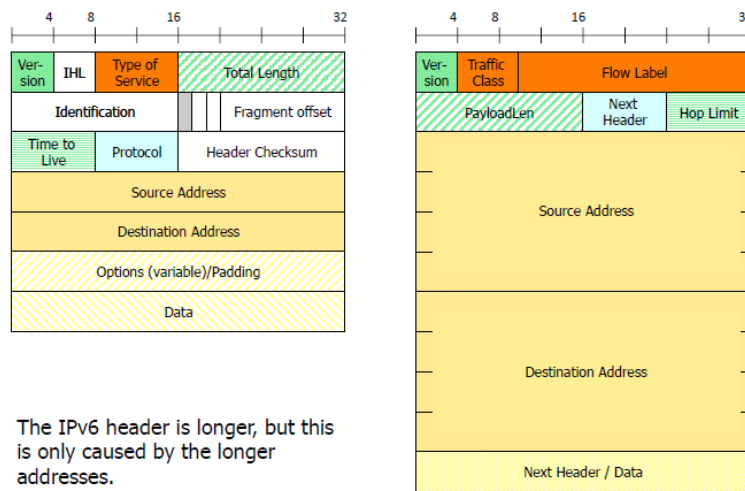 4 8 16 32
Ver-
sion
IHL
Type of
Service
Total Length
Identification
Fragment offset
Time to
Live
Protocol
Header Checksum
Source Address
Destination Address
Options (variable)/Padding
Data
The IPv6 header is longer, but this
is only caused by the longer
addresses.
4 8 16
Ver-
sion
Traffic
Class
Flow Label
PayloadLen
Next
Header
Hop Limit
Source Address
Destination Address
Next Header / Data